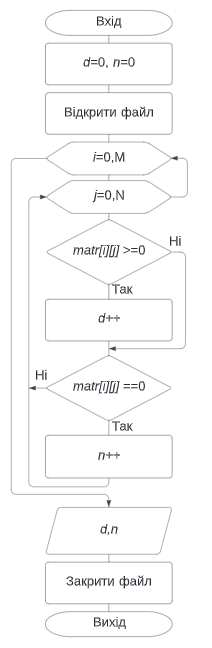 Вхід
d=0, n=0
Відкрити файл
i=0,M
j=0,N
matr[i][j] >=0
Ні
Так
d++
matr[i][j] ==0
Ні
Так
n++
d,n
Закрити файл
Вихід